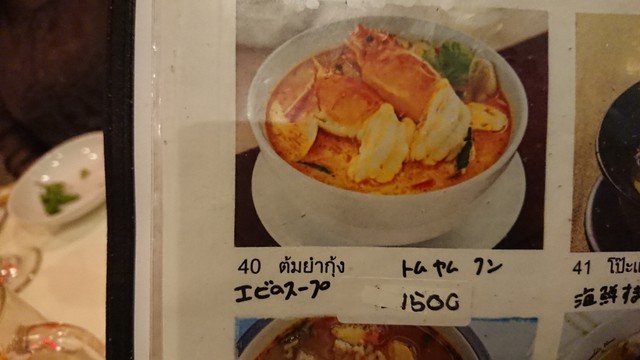 40 ต้มยำกุ้ง トムヤムクン
エビのスープ 1500
41 โป๊ะแ
海鮮